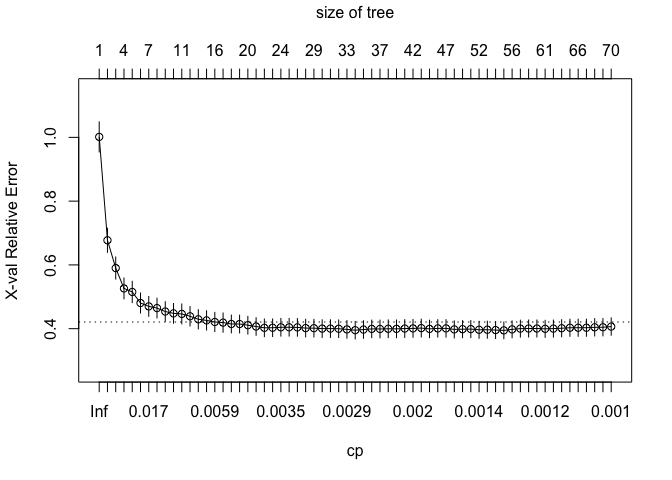 size of tree
1 4 7 11 16 20 24 29 33 37 42 47 52 56 61 66 70
X-val Relative Error
1.0
0.8
0.6
0.4
Inf 0.017 0.0059 0.0035 0.0029 0.002 0.0014 0.0012 0.001
cp